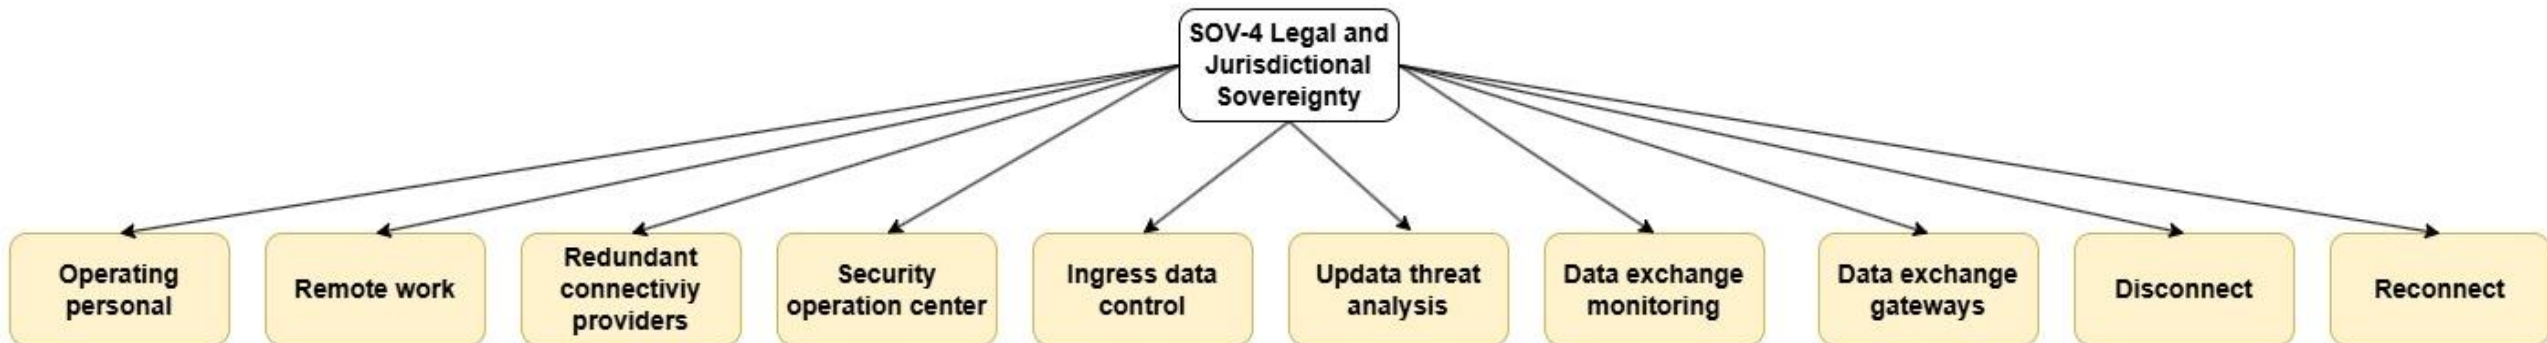 SOV-4 Legal and
Jurisdictional
Sovereignty
Operating
personal
Remote work
Redundant
connectiviy
providers
Security
operation center
Ingress data
control
Updata threat
analysis
Data exchange
monitoring
Data exchange
gateways
Disconnect
Reconnect